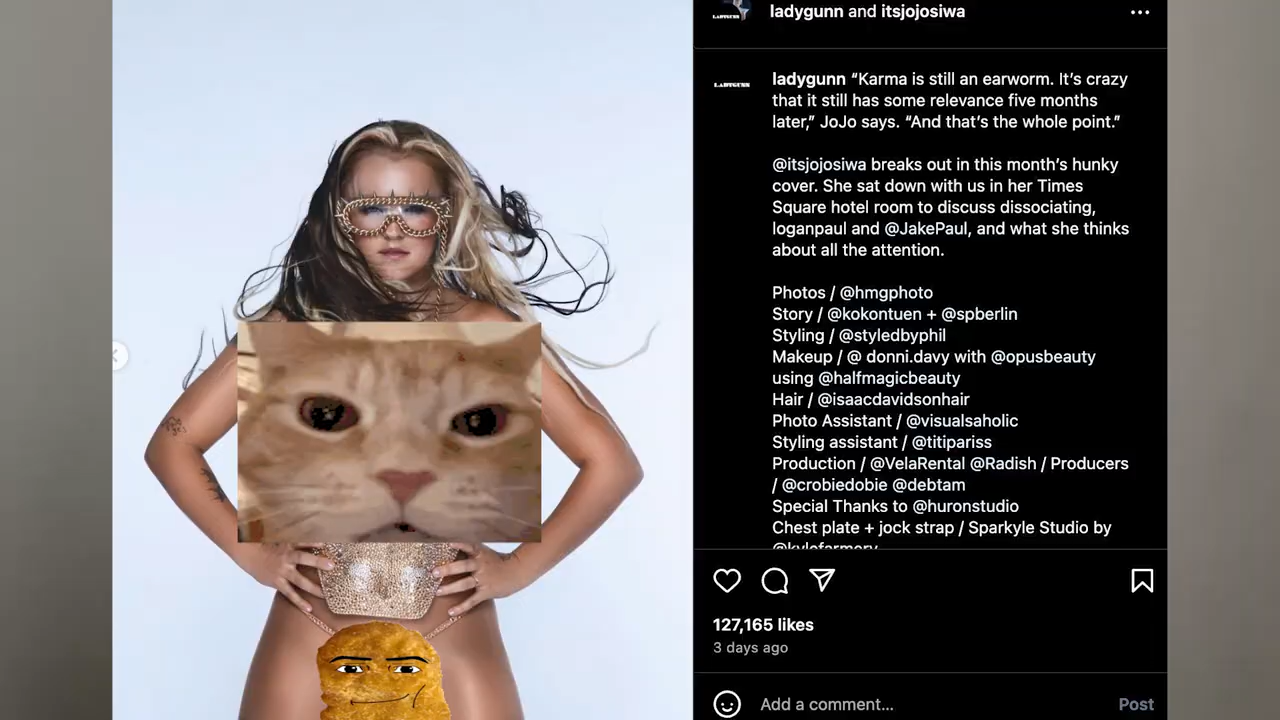 ladygunn and itsjojosiwa
LADYGUNN
ladygunn “Karma is still an earworm. It’s crazy
that it still has some relevance five months
later,” JoJo says. “And that’s the whole point.”
@itsjojosiwa breaks out in this month’s hunky
cover. She sat down with us in her Times
Square hotel room to discuss dissociating,
loganpaul and @JakePaul, and what she thinks
about all the attention.
Photos / @hmgphoto
Story / @kokontuen + @spberlin
Styling / @styledbyphil
Makeup / @ donni.davy with @opusbeauty
using @halfmagicbeauty
Hair / @isaacdavidsonhair
Photo Assistant / @visualsaholic
Styling assistant / @titipariss
Production / @VelaRental @Radish / Producers
/ @crobiedobie @debtam
Special Thanks to @huronstudio
Chest plate + jock strap / Sparkyle Studio by
@kylefarmery
127,165 likes
3 days ago
Add a comment...
Post